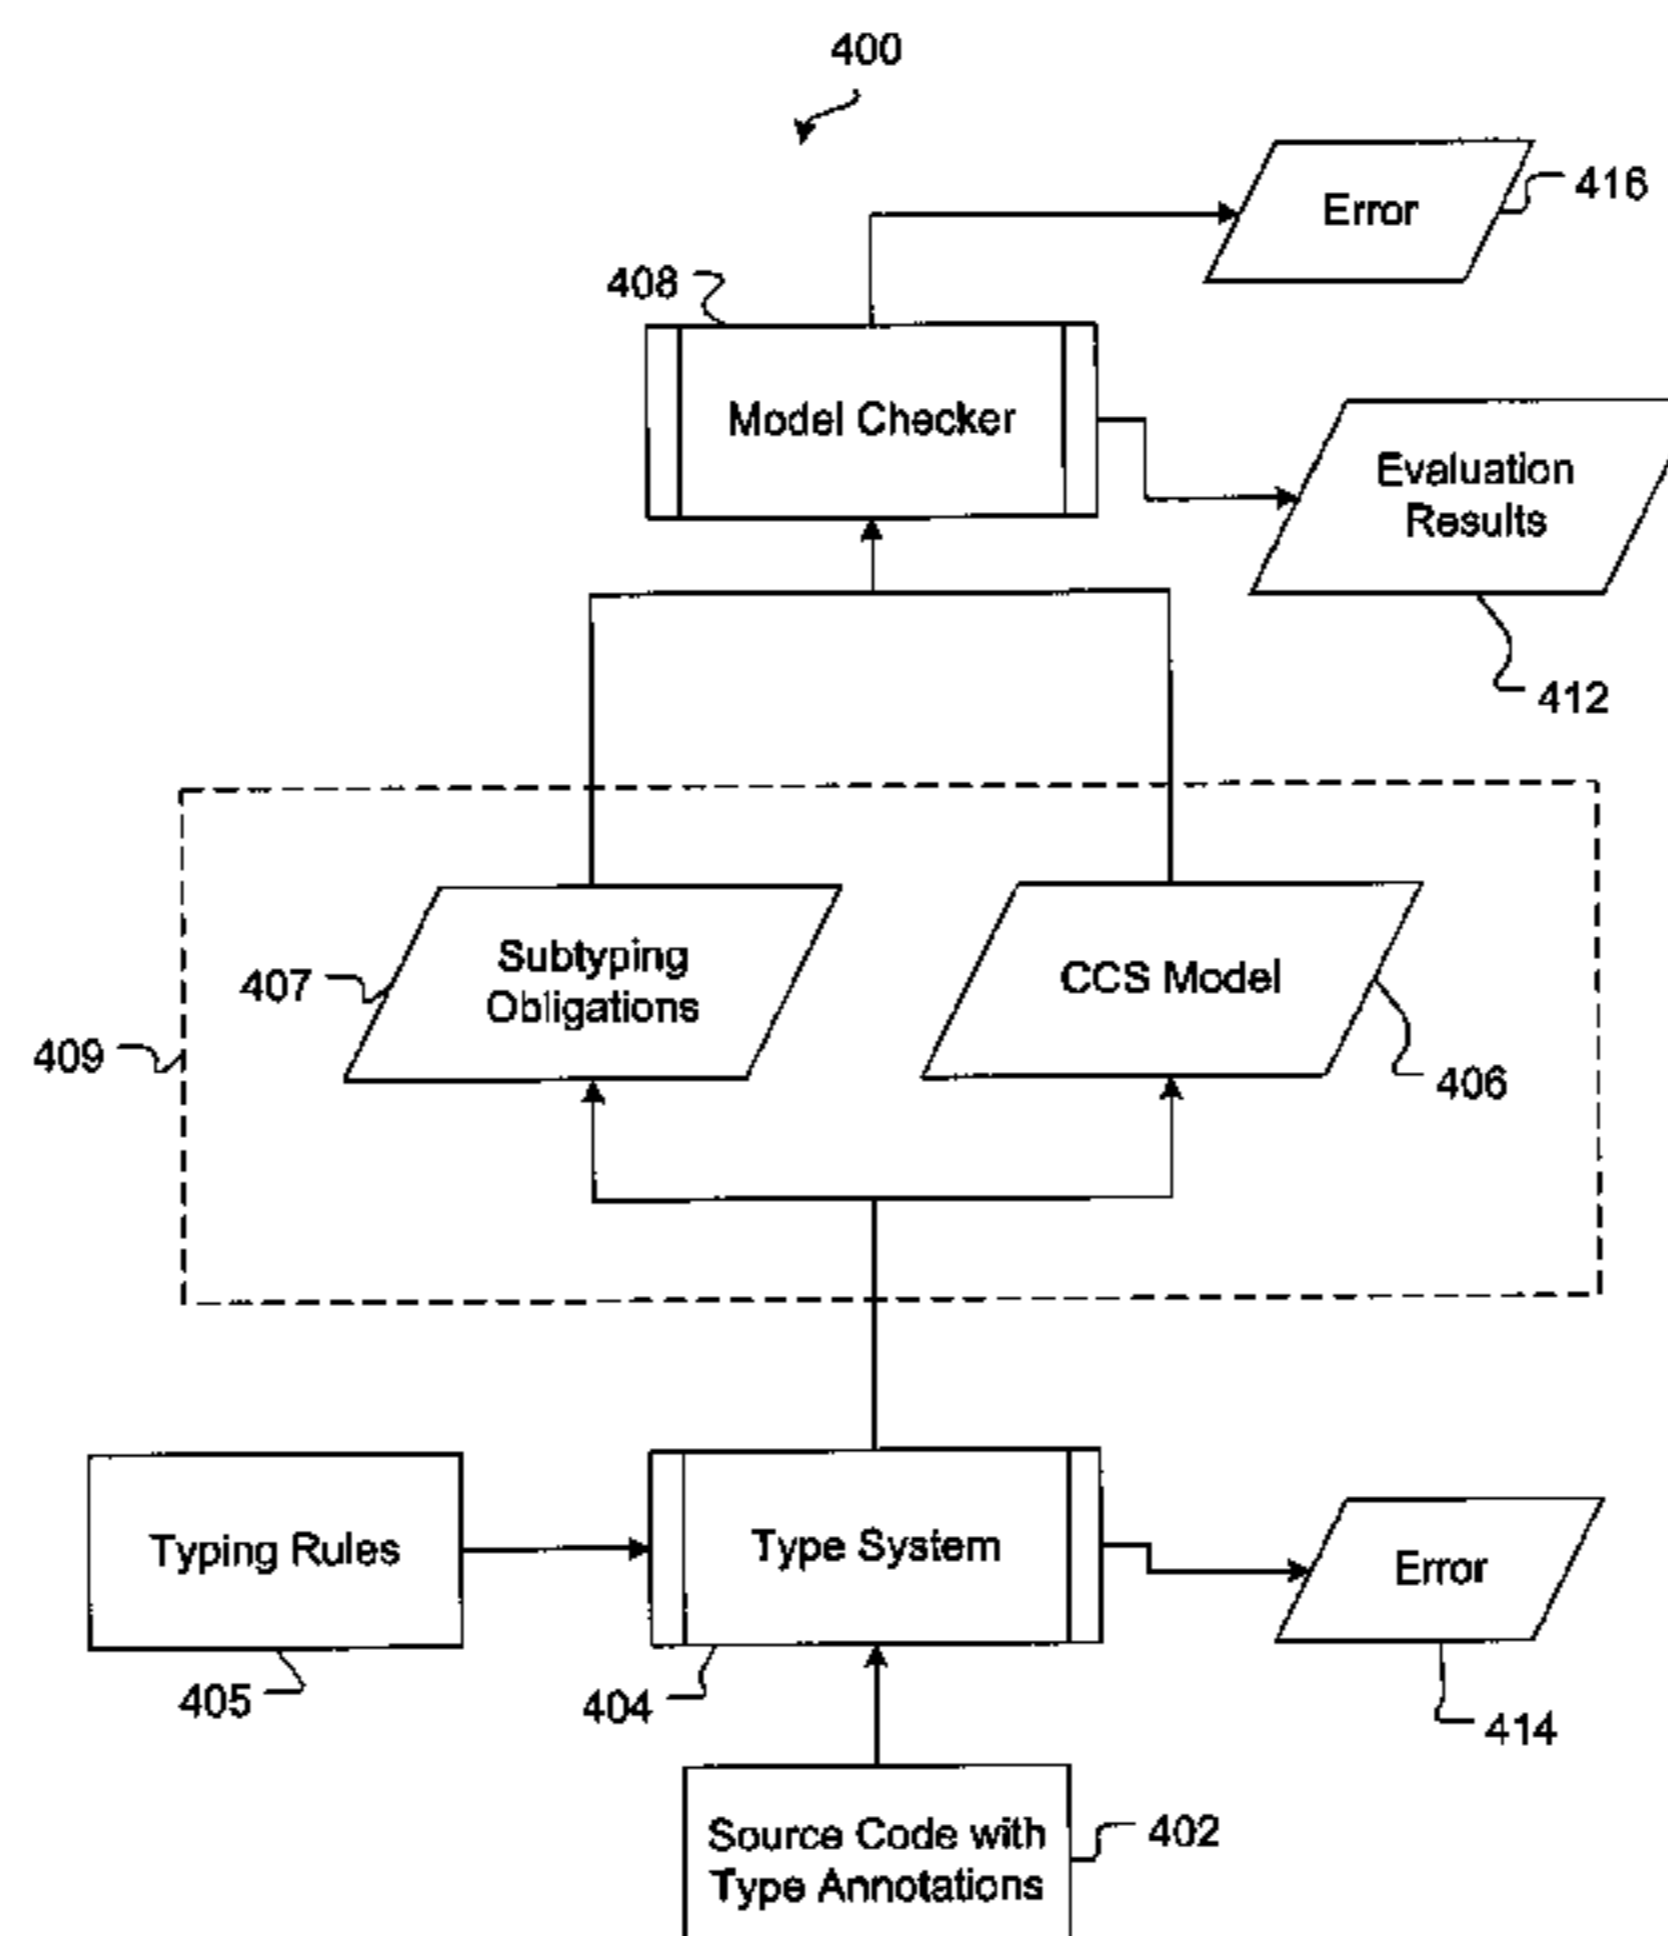 400
Error
416
408
Model Checker
Evaluation
Results
412
Subtyping
Obligations
407
CCS Model
409
406
Typing Rules
Type System
Error
405
404
414
Source Code with
Type Annotations
402